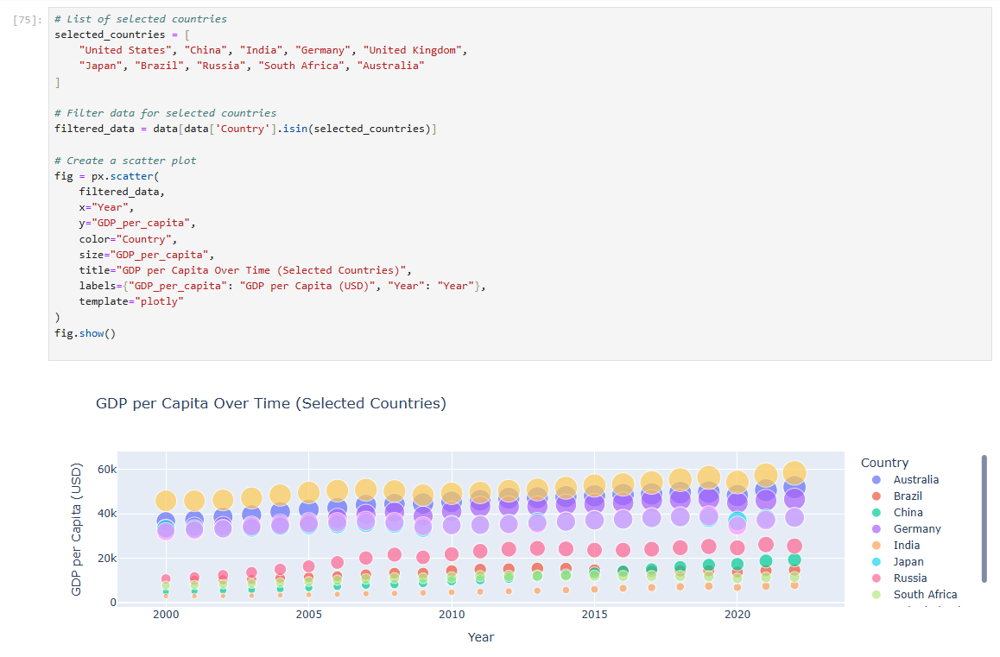 [75]:
# List of selected countries
selected_countries = [
    "United States", "China", "India", "Germany", "United Kingdom",
    "Japan", "Brazil", "Russia", "South Africa", "Australia"
]
# Filter data for selected countries
filtered_data = data[data['Country'].isin(selected_countries)]
# Create a scatter plot
fig = px.scatter(
    filtered_data,
    x="Year",
    y="GDP_per_capita",
    color="Country",
    size="GDP_per_capita",
    title="GDP per Capita Over Time (Selected Countries)",
    labels={"GDP_per_capita": "GDP per Capita (USD)", "Year": "Year"},
    template="plotly"
)
fig.show()
GDP per Capita Over Time (Selected Countries)
GDP per Capita (USD)
60k
40k
20k
0
2000
2005
2010
2015
2020
Year
Country
Australia
Brazil
China
Germany
India
Japan
Russia
South Africa